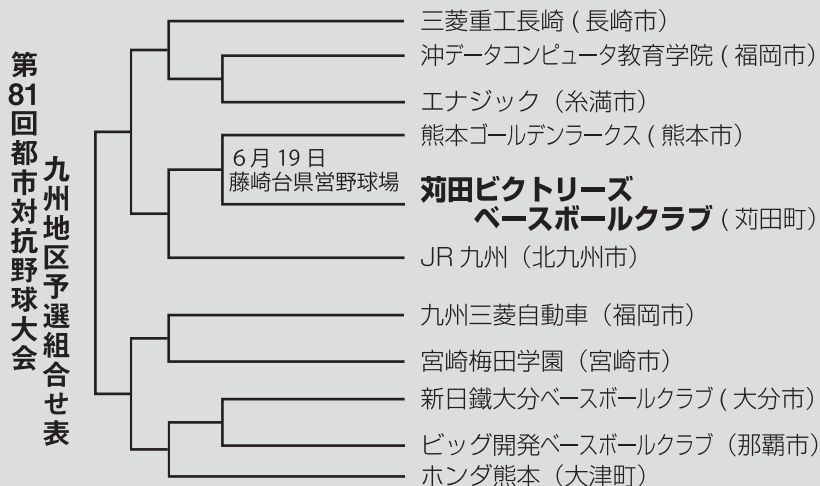 第81回都市対抗野球大会
九州地区予選組合せ表
三菱重工長崎(長崎市)
沖データコンピュータ教育学院(福岡市)
エナジック(糸満市)
熊本ゴールデンラークス(熊本市)
6月19日
藤崎台県営野球場
苅田ビクトリーズ
ベースボールクラブ(苅田町)
JR九州(北九州市)
九州三菱自動車(福岡市)
宮崎梅田学園(宮崎市)
新日鐵大分ベースボールクラブ(大分市)
ビッグ開発ベースボールクラブ(那覇市)
ホンダ熊本(大津町)